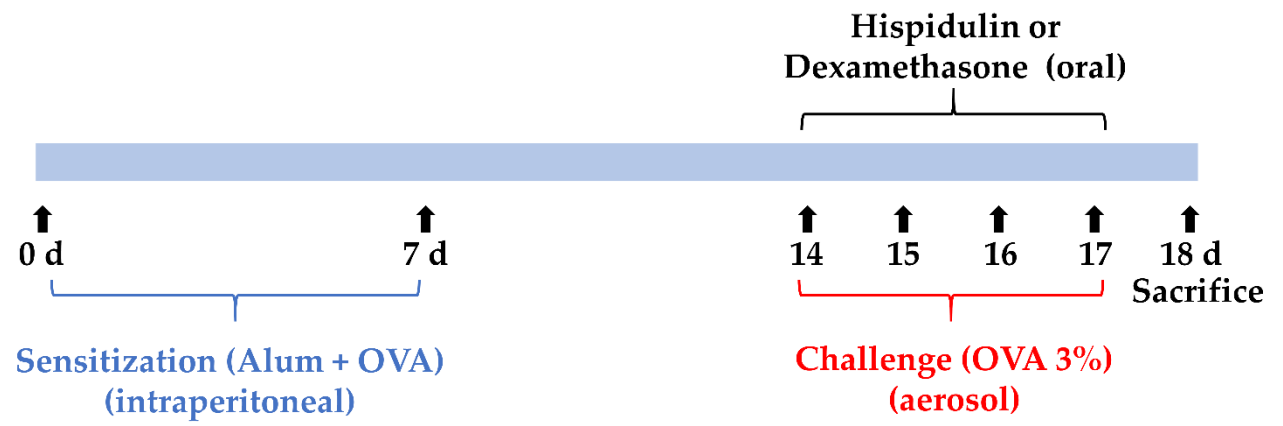 Hispidulin or
Dexamethasone (oral)
0 d 7 d 14 15 16 17 18 d
Sacrifice
Sensitization (Alum + OVA)
(intraperitoneal)
Challenge (OVA 3%)
(aerosol)